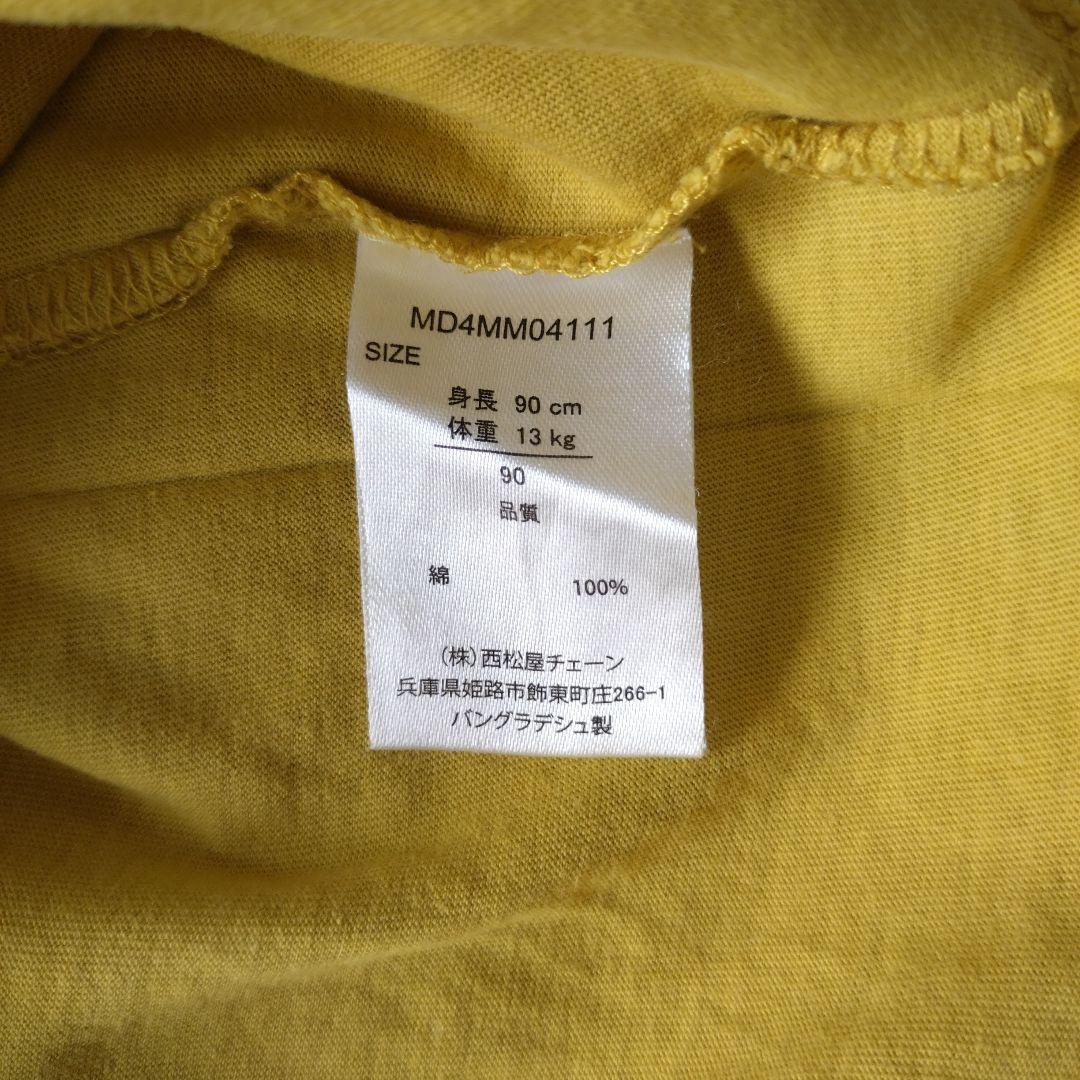 MD4MM04111
SIZE
身長 90 cm
体重 13 kg
90
品質
綿 100%
(株)西松屋チェーン
兵庫県姫路市飾東町庄266-1
バングラデシュ製